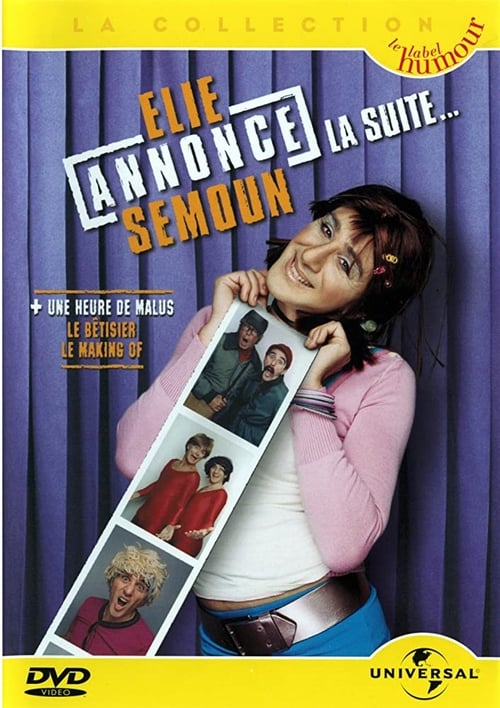 LA COLLECTION
le label
humour
ELIE
ANNONCE
SEMOUN
LA SUITE...
+ UNE HEURE DE MALUS
LE BÊTISIER
LE MAKING OF
DVD
VIDEO
UNIVERSAL